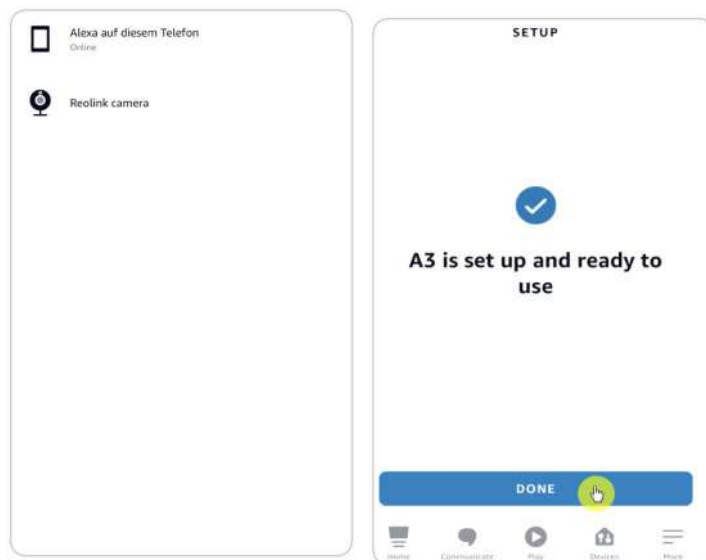 Alexa auf diesem Telefon
Online
Reolink camera
SETUP
A3 is set up and ready to
use
DONE
Home
Communicate
Play
Devices
More